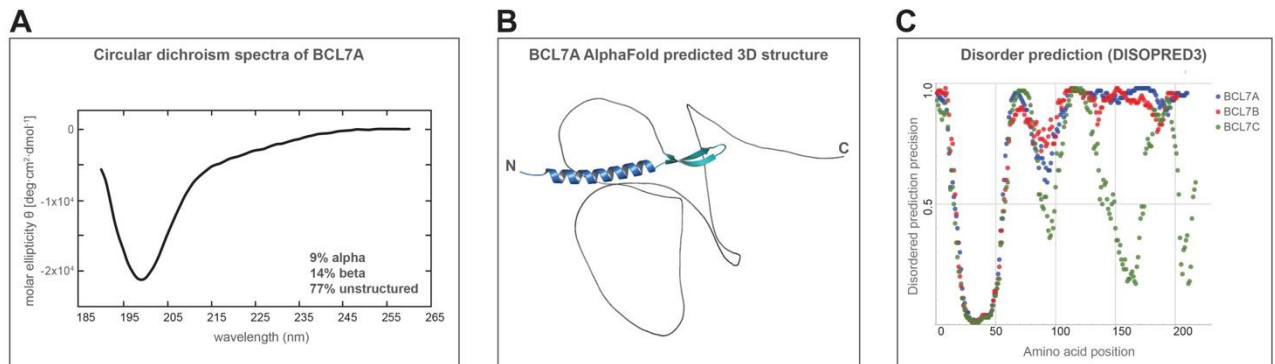 A
Circular dichroism spectra of BCL7A
molar ellipticity θ [deg·cm²·dmol⁻¹]
0
-1x10⁴
-2x10⁴
9% alpha
14% beta
77% unstructured
185 195 205 215 225 235 245 255 265
wavelength (nm)
B
BCL7A AlphaFold predicted 3D structure
N
C
C
Disorder prediction (DISOPRED3)
Disordered prediction precision
1.0
0.5
BCL7A
BCL7B
BCL7C
0 50 100 150 200
Amino acid position